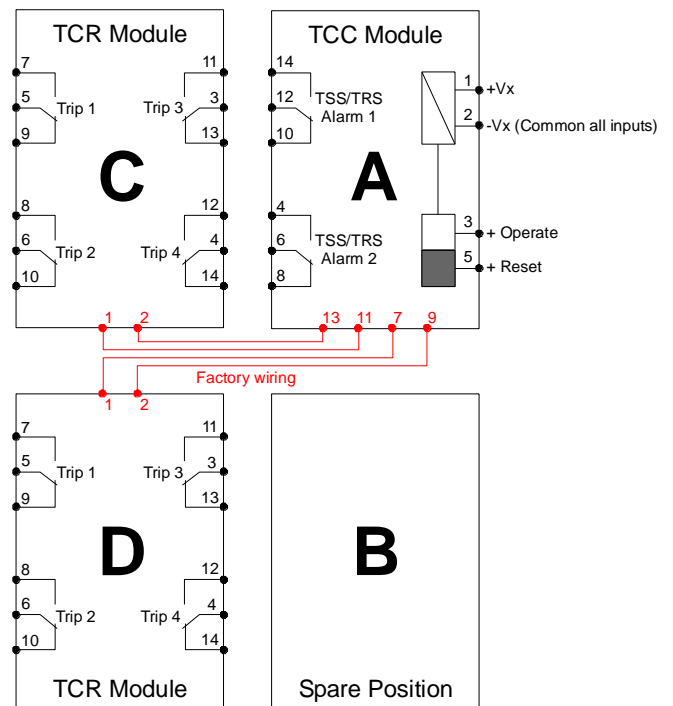 TCR Module
7
5
9
Trip 1
11
3
13
Trip 3
C
8
6
10
Trip 2
12
4
14
Trip 4
1
2
TCC Module
14
12
10
TSS/TRS
Alarm 1
1
+Vx
2
-Vx (Common all inputs)
A
4
6
8
TSS/TRS
Alarm 2
3
+ Operate
5
+ Reset
13
11
7
9
Factory wiring
1
2
7
5
9
Trip 1
11
3
13
Trip 3
D
8
6
10
Trip 2
12
4
14
Trip 4
TCR Module
B
Spare Position